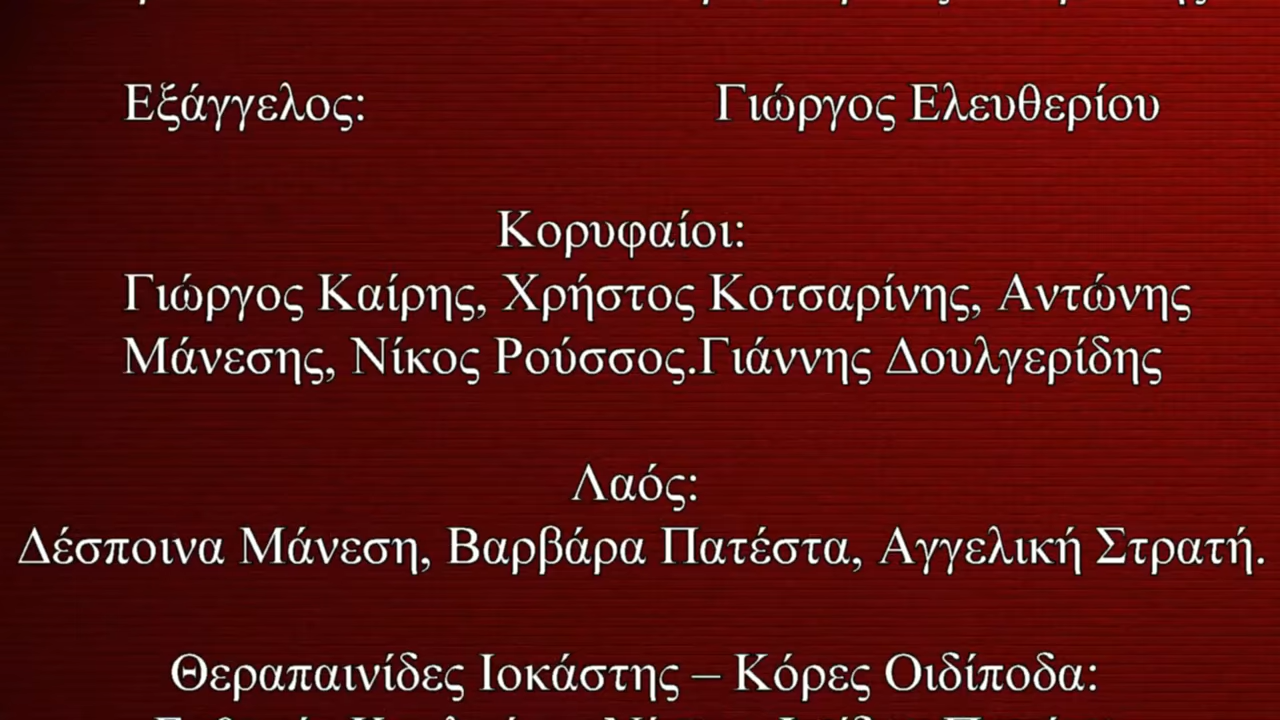 Εξάγγελος: Γιώργος Ελευθερίου
Κορυφαίοι:
Γιώργος Καίρης, Χρήστος Κοτσαρίνης, Αντώνης
Μάνεσης, Νίκος Ρούσσος.Γιάννης Δουλγερίδης
Λαός:
Δέσποινα Μάνεση, Βαρβάρα Πατέστα, Αγγελική Στρατή.
Θεραπαινίδες Ιοκάστης – Κόρες Οιδίποδα: